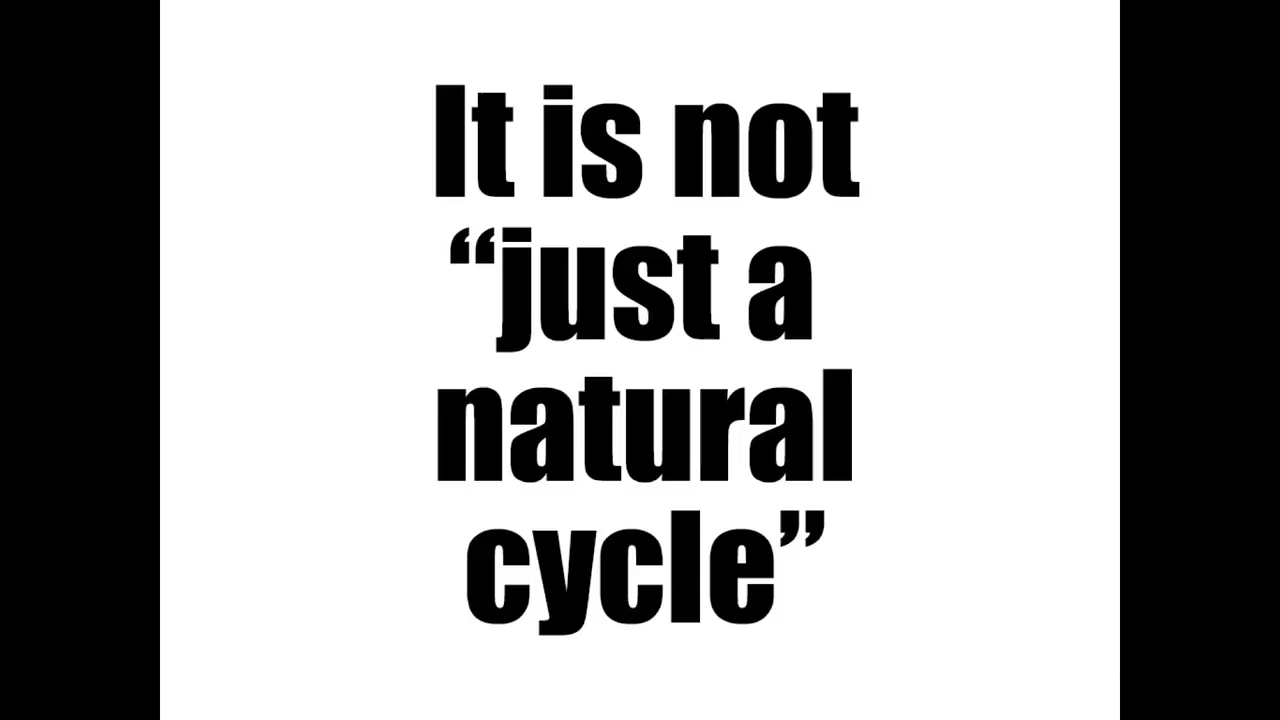 It is not
“just a
natural
cycle”